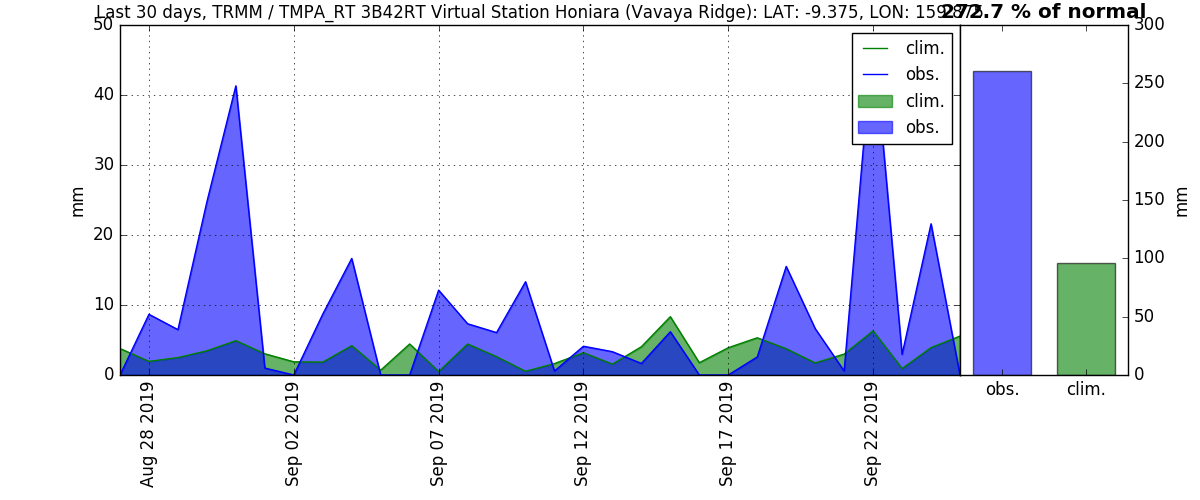 Last 30 days, TRMM / TMPA_RT 3B42RT Virtual Station Honiara (Vavaya Ridge): LAT: -9.375, LON:
272.7 % of normal
50
40
30
20
10
0
mm
clim.
obs.
clim.
obs.
300
250
200
150
100
50
0
mm
Aug 28 2019
Sep 02 2019
Sep 07 2019
Sep 12 2019
Sep 17 2019
Sep 22 2019
obs.
clim.